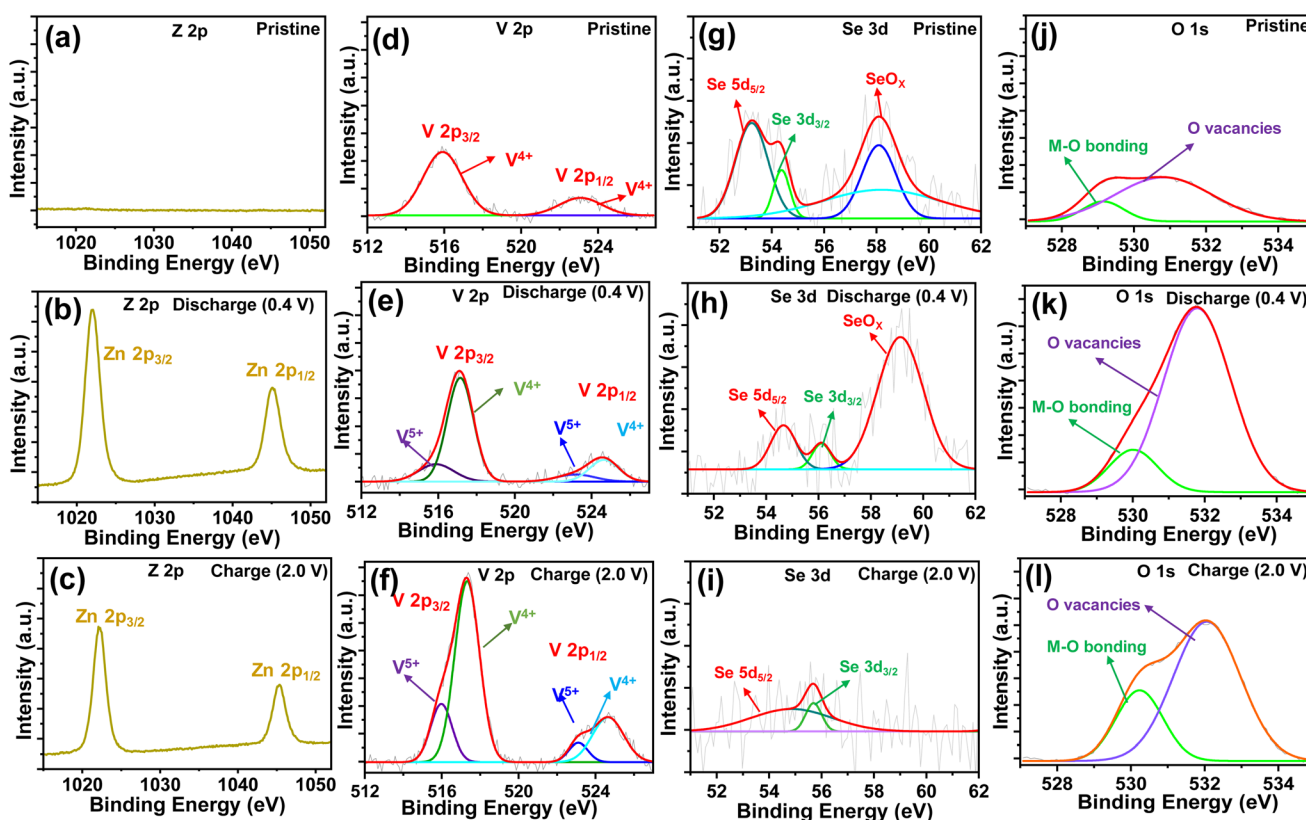 (a) Z 2p Pristine
Intensity (a.u.)
1020 1030 1040 1050
Binding Energy (eV)
(d) V 2p Pristine
Intensity (a.u.)
V 2p3/2
V4+
V 2p1/2
V4+
512 516 520 524
Binding Energy (eV)
(g) Se 3d Pristine
Intensity (a.u.)
Se 5d5/2
Se 3d3/2
SeOX
52 54 56 58 60 62
Binding Energy (eV)
(j) O 1s Pristine
Intensity (a.u.)
M-O bonding
O vacancies
528 530 532 534
Binding Energy (eV)
(b) Z 2p Discharge (0.4 V)
Intensity (a.u.)
Zn 2p3/2
Zn 2p1/2
1020 1030 1040 1050
Binding Energy (eV)
(e) V 2p Discharge (0.4 V)
Intensity (a.u.)
V 2p3/2
V4+
V5+
V 2p1/2
V5+
V4+
512 516 520 524
Binding Energy (eV)
(h) Se 3d Discharge (0.4 V)
Intensity (a.u.)
SeOX
Se 5d5/2
Se 3d3/2
52 54 56 58 60 62
Binding Energy (eV)
(k) O 1s Discharge (0.4 V)
Intensity (a.u.)
O vacancies
M-O bonding
528 530 532 534
Binding Energy (eV)
(c) Z 2p Charge (2.0 V)
Intensity (a.u.)
Zn 2p3/2
Zn 2p1/2
1020 1030 1040 1050
Binding Energy (eV)
(f) V 2p Charge (2.0 V)
Intensity (a.u.)
V 2p3/2
V4+
V5+
V 2p1/2
V5+
V4+
512 516 520 524
Binding Energy (eV)
(i) Se 3d Charge (2.0 V)
Intensity (a.u.)
Se 5d5/2
Se 3d3/2
52 54 56 58 60 62
Binding Energy (eV)
(l) O 1s Charge (2.0 V)
Intensity (a.u.)
O vacancies
M-O bonding
528 530 532 534
Binding Energy (eV)